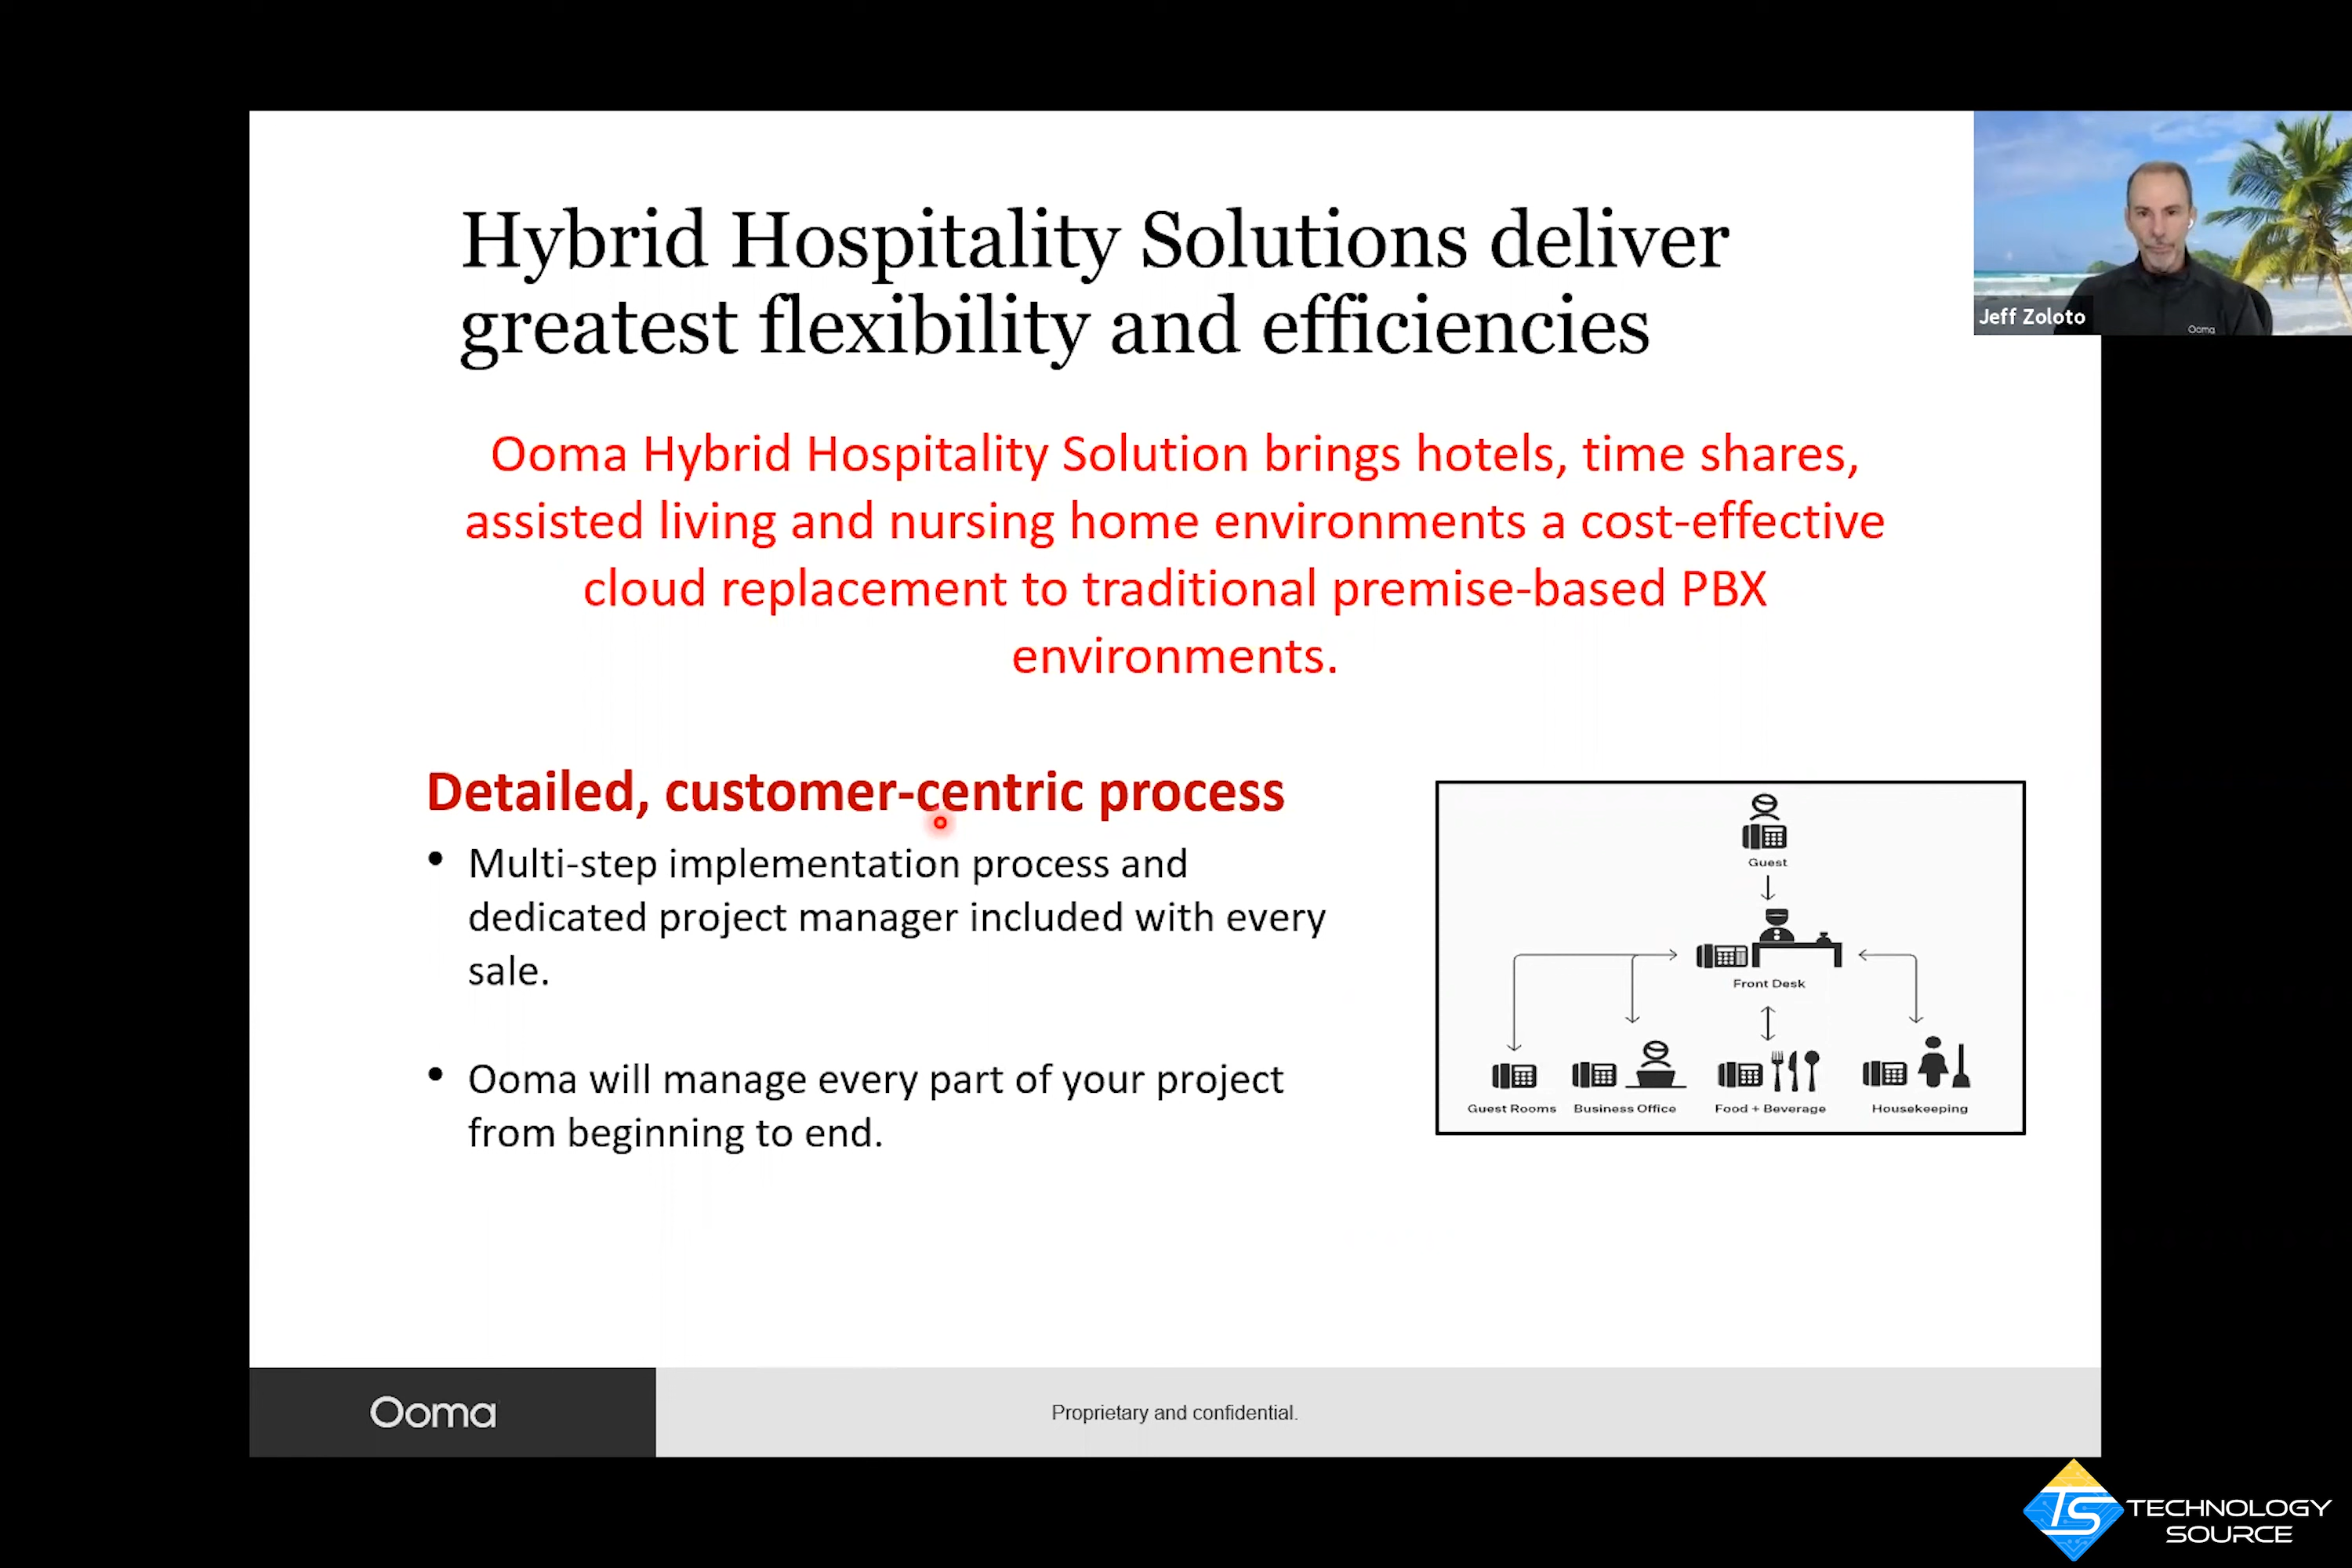 Hybrid Hospitality Solutions deliver
greatest flexibility and efficiencies
Jeff Zoloto
Ooma
Ooma Hybrid Hospitality Solution brings hotels, time shares,
assisted living and nursing home environments a cost-effective
cloud replacement to traditional premise-based PBX
environments.
Detailed, customer-centric process
• Multi-step implementation process and
dedicated project manager included with every
sale.
• Ooma will manage every part of your project
from beginning to end.
Guest
Front Desk
Guest Rooms
Business Office
Food + Beverage
Housekeeping
Ooma
Proprietary and confidential.
TS
TECHNOLOGY
SOURCE